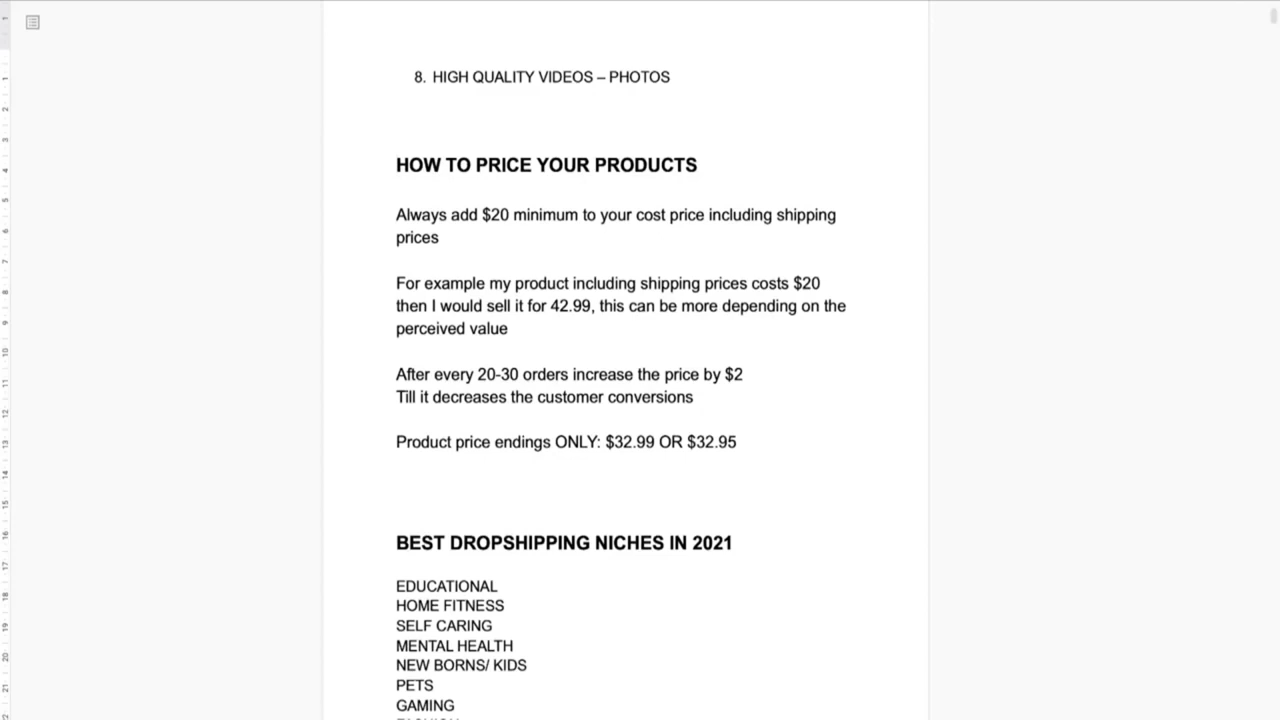 8. HIGH QUALITY VIDEOS – PHOTOS
HOW TO PRICE YOUR PRODUCTS
Always add $20 minimum to your cost price including shipping
prices
For example my product including shipping prices costs $20
then I would sell it for 42.99, this can be more depending on the
perceived value
After every 20-30 orders increase the price by $2
Till it decreases the customer conversions
Product price endings ONLY: $32.99 OR $32.95
BEST DROPSHIPPING NICHES IN 2021
EDUCATIONAL
HOME FITNESS
SELF CARING
MENTAL HEALTH
NEW BORNS/ KIDS
PETS
GAMING